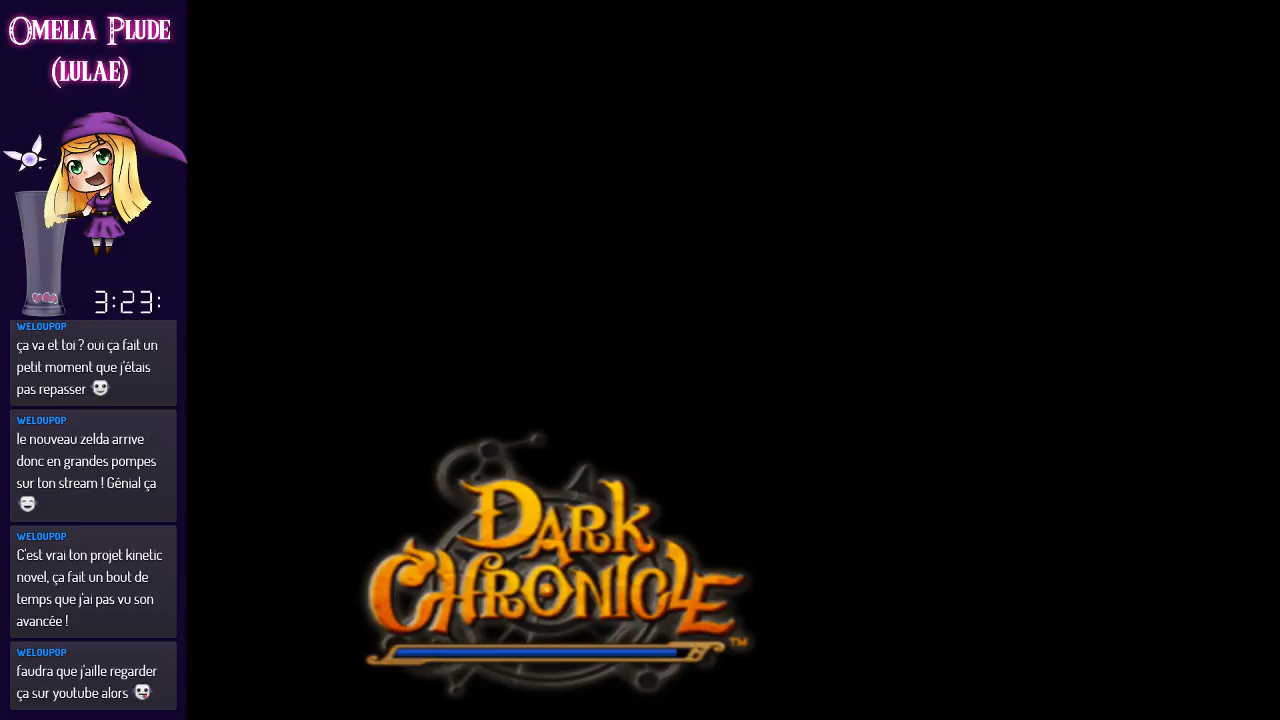 Omelia Plude
(lulae)
3:23:
WELOUPOP
ça va et toi ? oui ça fait un
petit moment que j'étais
pas repasser
WELOUPOP
le nouveau zelda arrive
donc en grandes pompes
sur ton stream ! Génial ça
WELOUPOP
C'est vrai ton projet kinetic
novel, ça fait un bout de
temps que j'ai pas vu son
avancée !
WELOUPOP
faudra que j'aille regarder
ça sur youtube alors
DARK
CHRONICLE
™